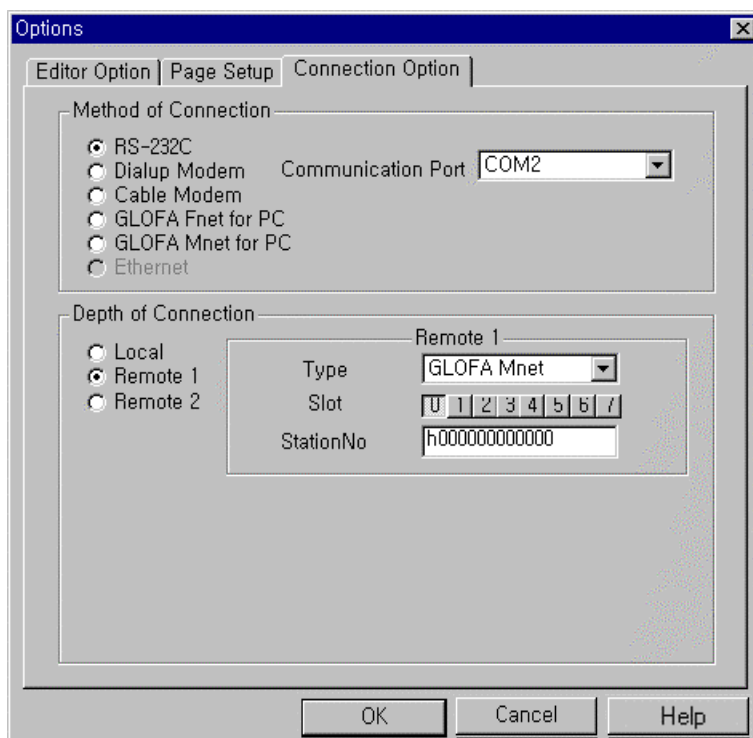 Options
Editor Option Page Setup Connection Option
Method of Connection
RS-232C
Dialup Modem Communication Port COM2
Cable Modem
GLOFA Fnet for PC
GLOFA Mnet for PC
Ethernet
Depth of Connection
Remote 1
Local
Type GLOFA Mnet
Remote 1
Slot 0 1 2 3 4 5 6 7
Remote 2
StationNo h000000000000
OK Cancel Help